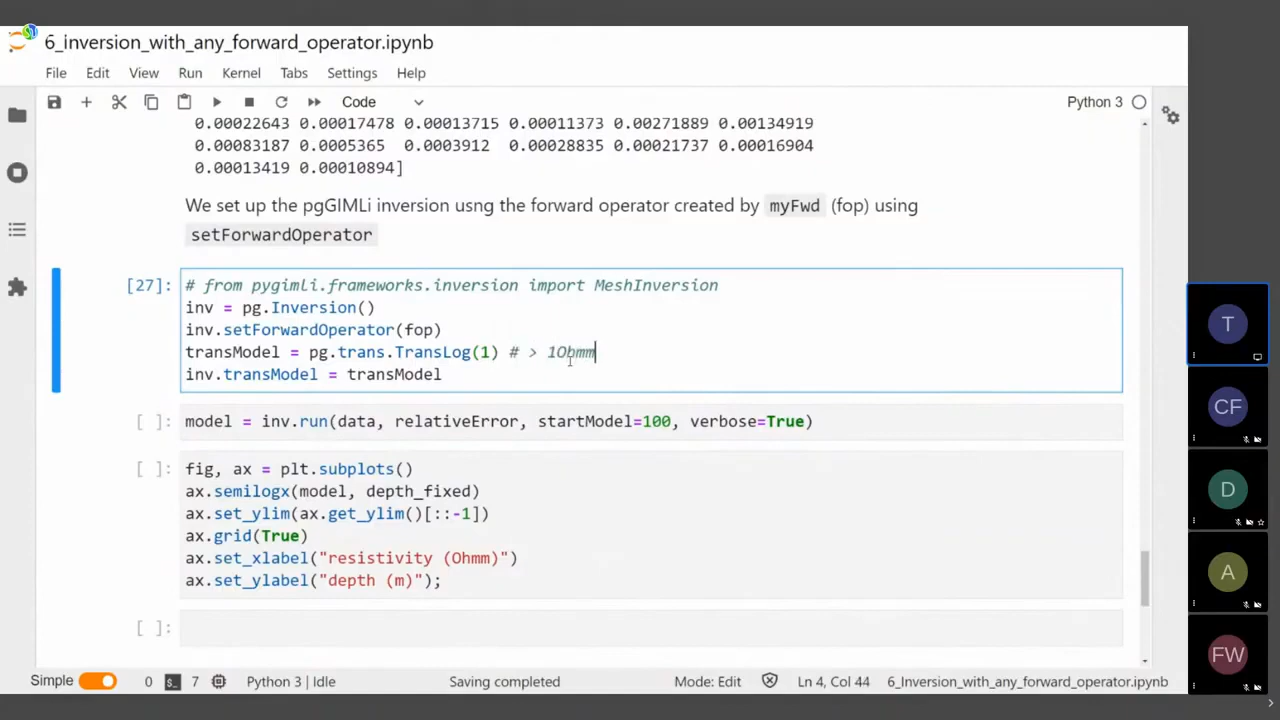 6_inversion_with_any_forward_operator.ipynb
File Edit View Run Kernel Tabs Settings Help
Code
Python 3
0.00022643 0.00017478 0.00013715 0.00011373 0.00271889 0.00134919
0.00083187 0.0005365 0.0003912 0.00028835 0.00021737 0.00016904
0.00013419 0.00010894]
We set up the pgGIMLi inversion usng the forward operator created by myFwd (fop) using
setForwardOperator
[27]:
# from pygimli.frameworks.inversion import MeshInversion
inv = pg.Inversion()
inv.setForwardOperator(fop)
transModel = pg.trans.TransLog(1) # > 1Ohmm
inv.transModel = transModel
[ ]: model = inv.run(data, relativeError, startModel=100, verbose=True)
[ ]: fig, ax = plt.subplots()
ax.semilogx(model, depth_fixed)
ax.set_ylim(ax.get_ylim()[::-1])
ax.grid(True)
ax.set_xlabel("resistivity (Ohmm)")
ax.set_ylabel("depth (m)");
[ ]:
Simple 0 7 Python 3 | Idle Saving completed Mode: Edit Ln 4, Col 44 6_Inversion_with_any_forward_operator.ipynb
T
CF
D
A
FW